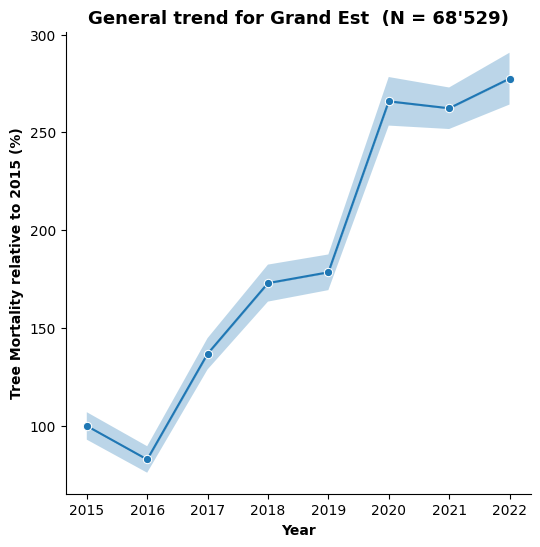 General trend for Grand Est  (N = 68'529)
300
250
200
150
100
Tree Mortality relative to 2015 (%)
2015 2016 2017 2018 2019 2020 2021 2022
Year